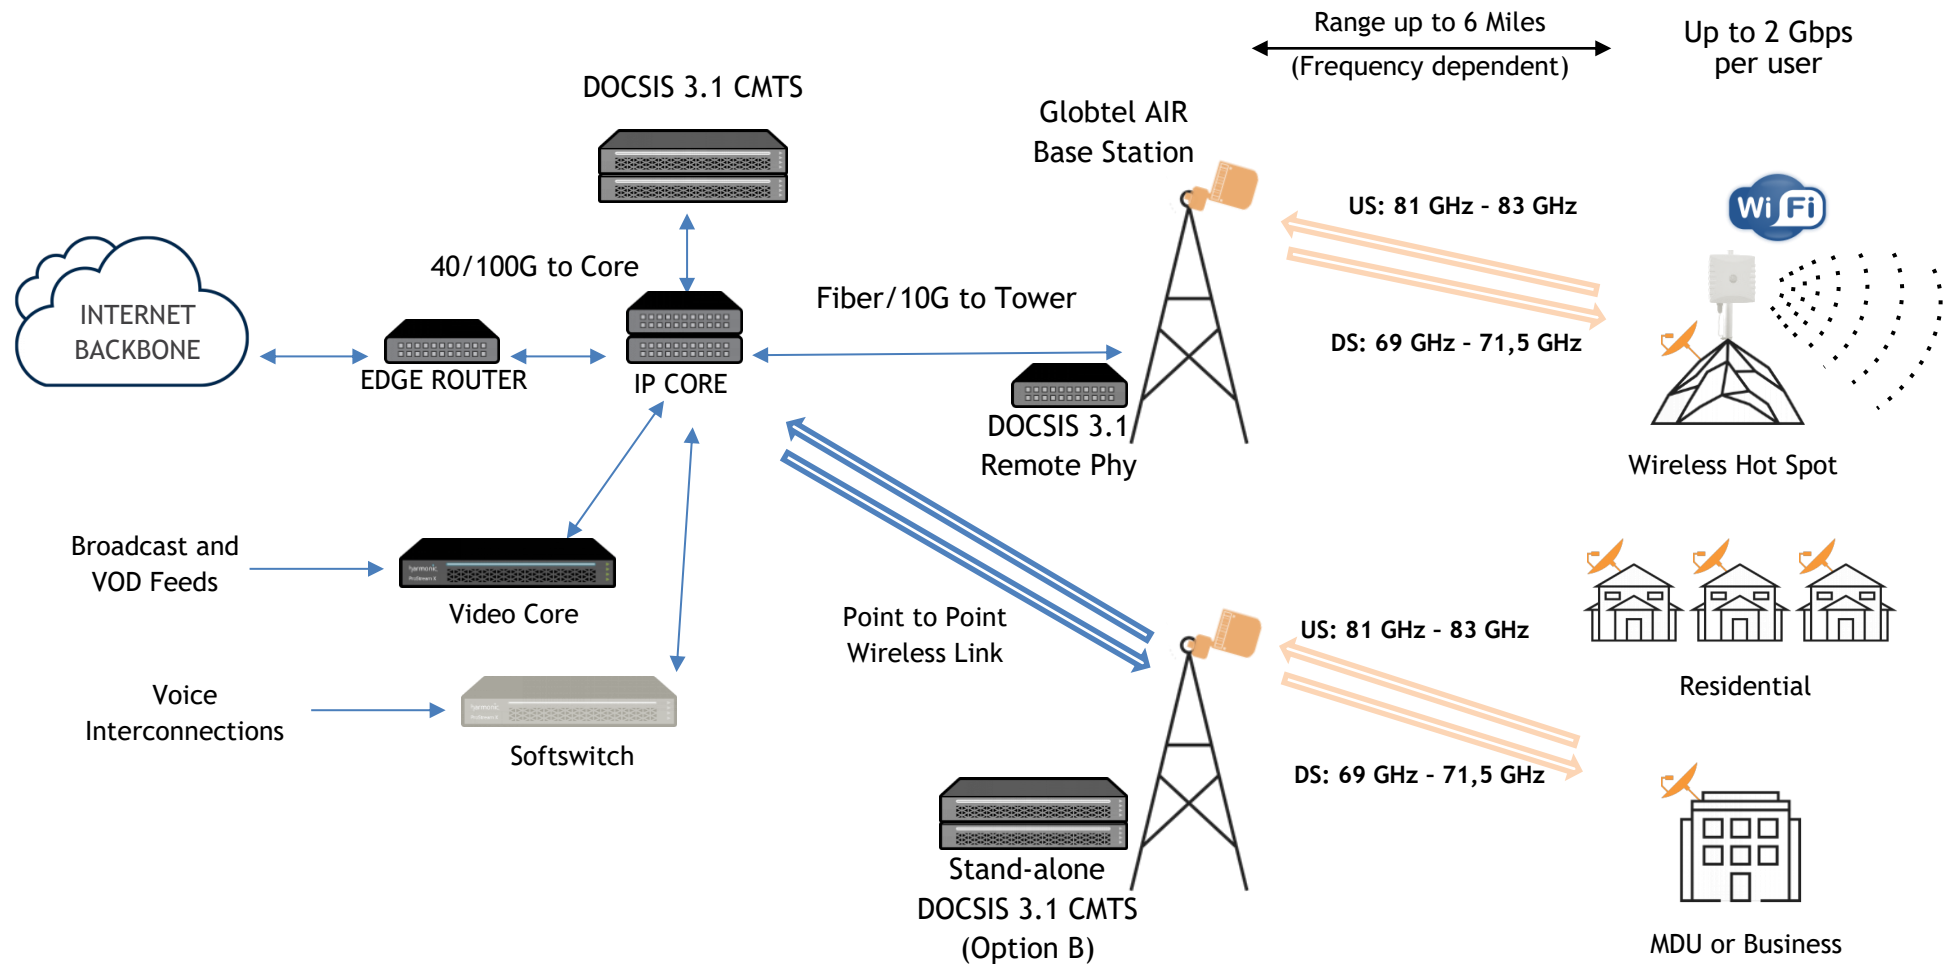 Range up to 6 Miles
(Frequency dependent)
Up to 2 Gbps
per user
DOCSIS 3.1 CMTS
Globtel AIR
Base Station
US: 81 GHz – 83 GHz
Wi Fi
40/100G to Core
Fiber/10G to Tower
INTERNET
BACKBONE
DS: 69 GHz – 71,5 GHz
EDGE ROUTER
IP CORE
DOCSIS 3.1
Remote Phy
Wireless Hot Spot
Broadcast and
VOD Feeds
harmonic
ProStream X
Video Core
Point to Point
Wireless Link
US: 81 GHz – 83 GHz
Residential
Voice
Interconnections
harmonic
ProStream X
Softswitch
DS: 69 GHz – 71,5 GHz
Stand-alone
DOCSIS 3.1 CMTS
(Option B)
MDU or Business